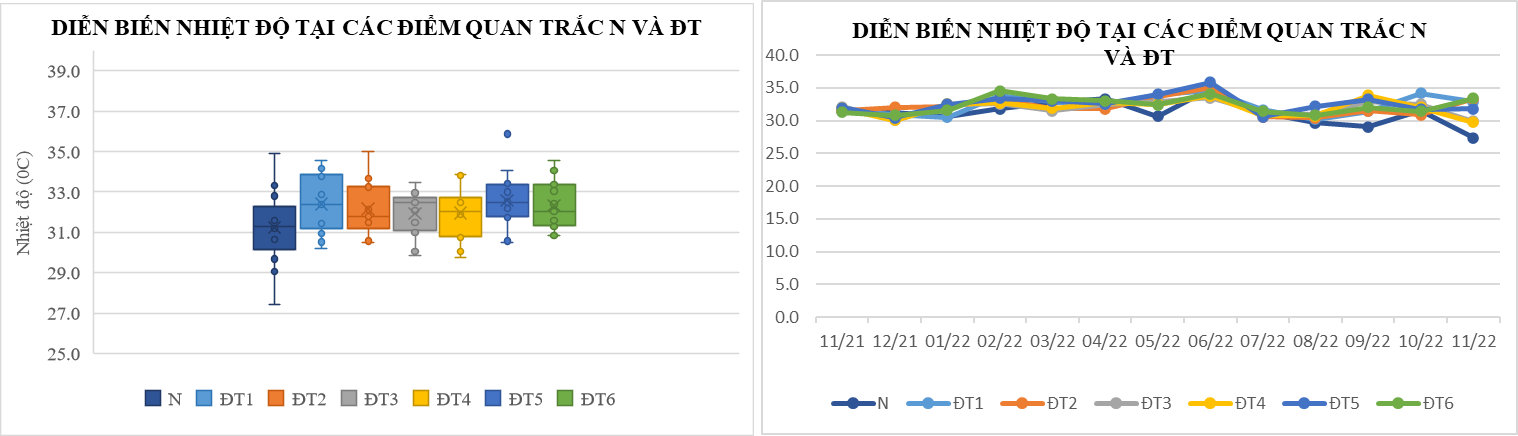 DIỄN BIẾN NHIỆT ĐỘ TẠI CÁC ĐIỂM QUAN TRẮC N VÀ ĐT
39.0
37.0
35.0
33.0
31.0
29.0
27.0
25.0
Nhiệt độ (0C)
N ĐT1 ĐT2 ĐT3 ĐT4 ĐT5 ĐT6
DIỄN BIẾN NHIỆT ĐỘ TẠI CÁC ĐIỂM QUAN TRẮC N
VÀ ĐT
40.0
35.0
30.0
25.0
20.0
15.0
10.0
5.0
0.0
11/21 12/21 01/22 02/22 03/22 04/22 05/22 06/22 07/22 08/22 09/22 10/22 11/22
N ĐT1 ĐT2 ĐT3 ĐT4 ĐT5 ĐT6